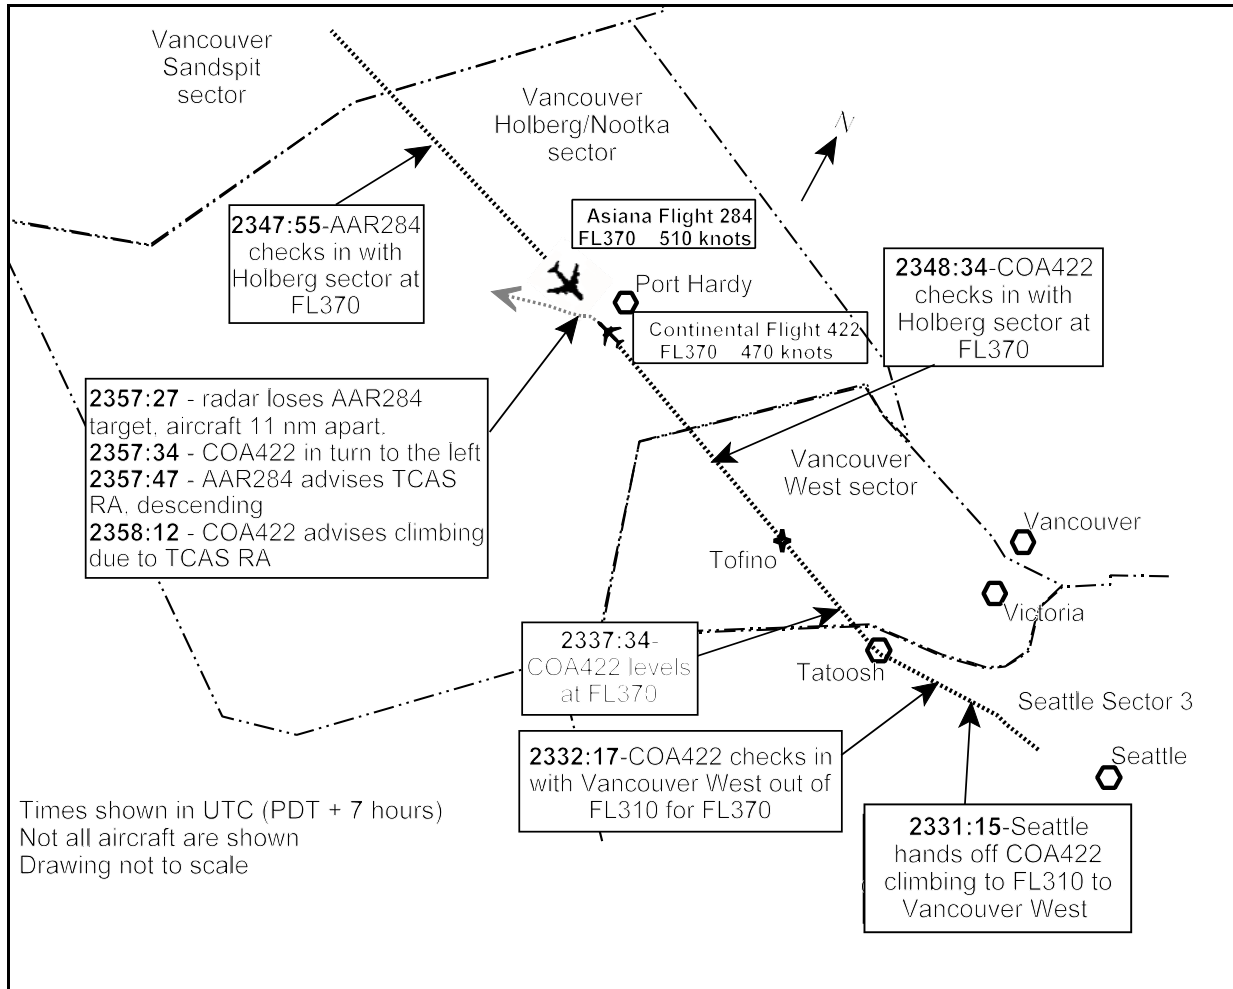 Vancouver
Sandspit
sector
Vancouver
Holberg/Nootka
sector
N
2347:55-AAR284
checks in with
Holberg sector at
FL370
Asiana Flight 284
FL370 510 knots
Port Hardy
Continental Flight 422
FL370 470 knots
2348:34-COA422
checks in with
Holberg sector at
FL370
2357:27 - radar loses AAR284
target, aircraft 11 nm apart.
2357:34 - COA422 in turn to the left
2357:47 - AAR284 advises TCAS
RA, descending
2358:12 - COA422 advises climbing
due to TCAS RA
Vancouver
West sector
Vancouver
Tofino
Victoria
2337:34-
COA422 levels
at FL370
Tatoosh
Seattle Sector 3
2332:17-COA422 checks in
with Vancouver West out of
FL310 for FL370
Seattle
2331:15-Seattle
hands off COA422
climbing to FL310 to
Vancouver West
Times shown in UTC (PDT + 7 hours)
Not all aircraft are shown
Drawing not to scale